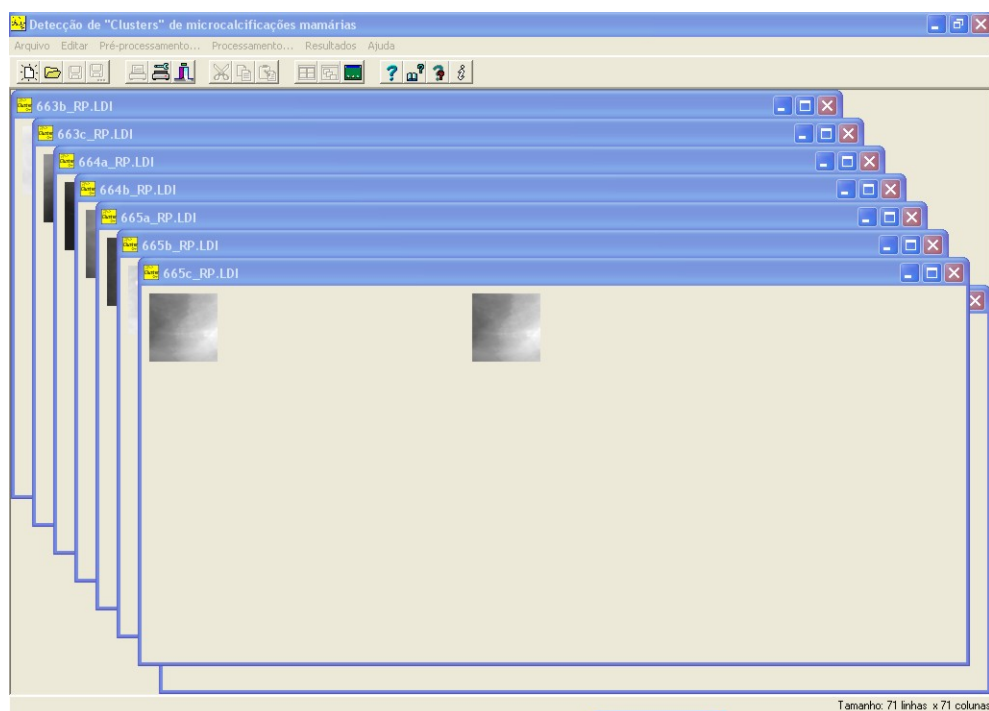 Detecção de "Clusters" de microcalcificações mamárias
Arquivo Editar Pré-processamento... Processamento... Resultados Ajuda
663b_RP.LDI
663c_RP.LDI
664a_RP.LDI
664b_RP.LDI
665a_RP.LDI
665b_RP.LDI
665c_RP.LDI
Tamanho: 71 linhas x 71 colunas